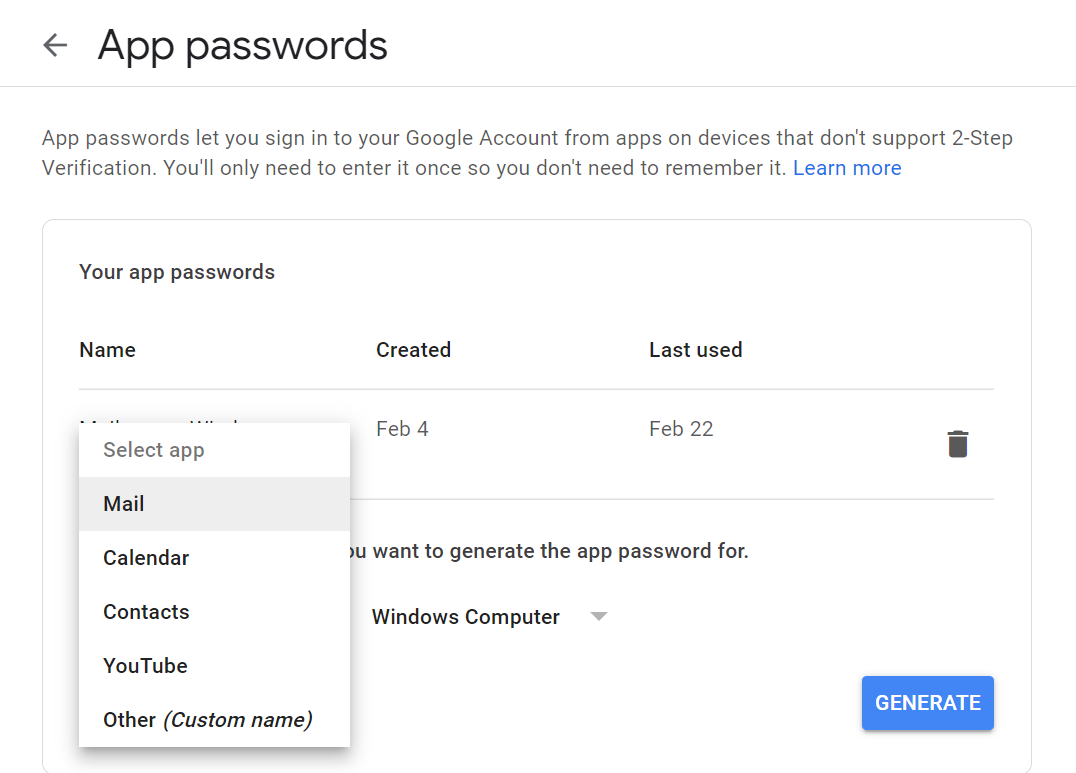 App passwords
App passwords let you sign in to your Google Account from apps on devices that don't support 2-Step
Verification. You'll only need to enter it once so you don't need to remember it. Learn more
Your app passwords
Name Created Last used
Feb 4 Feb 22
Select app
Mail
Calendar
Contacts
YouTube
Other (Custom name)
want to generate the app password for.
Windows Computer
GENERATE